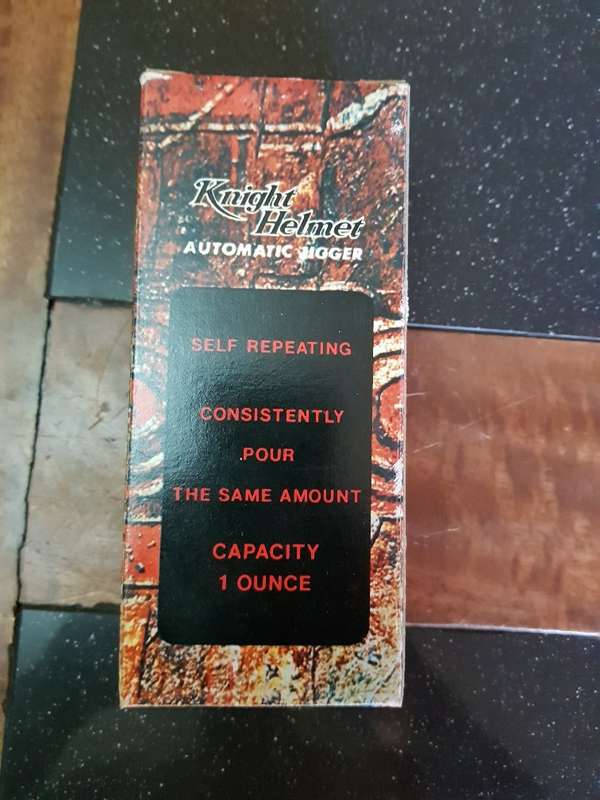 Knight
Helmet
AUTOMATIC JIGGER
SELF REPEATING
CONSISTENTLY
POUR
THE SAME AMOUNT
CAPACITY
1 OUNCE